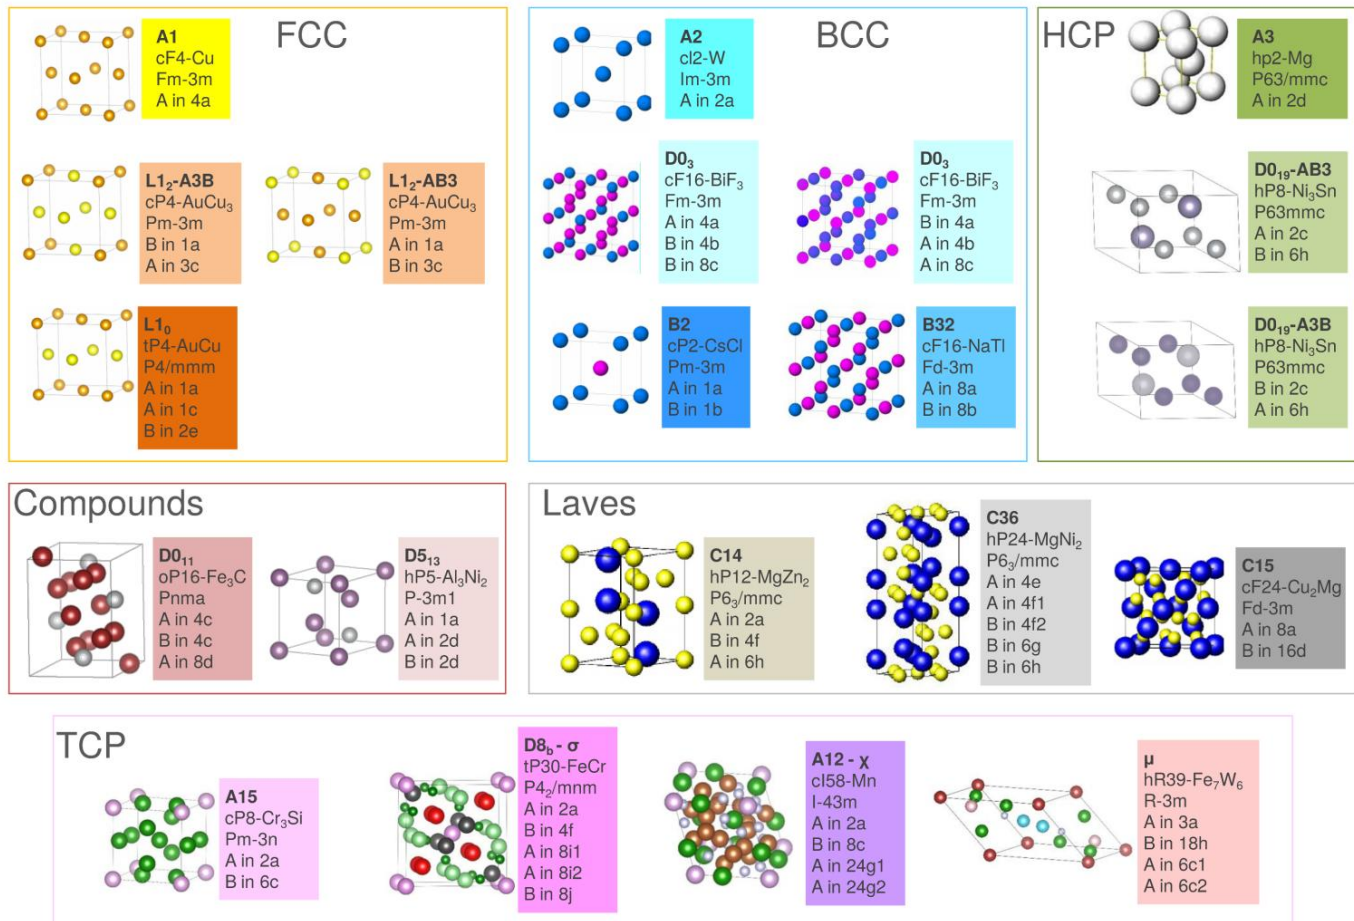 FCC
A1
cF4-Cu
Fm-3m
A in 4a
L1₂-A3B
cP4-AuCu₃
Pm-3m
B in 1a
A in 3c
L1₂-AB3
cP4-AuCu₃
Pm-3m
A in 1a
B in 3c
L1₀
tP4-AuCu
P4/mmm
A in 1a
A in 1c
B in 2e
BCC
A2
cI2-W
Im-3m
A in 2a
D0₃
cF16-BiF₃
Fm-3m
A in 4a
B in 4b
B in 8c
D0₃
cF16-BiF₃
Fm-3m
B in 4a
A in 4b
A in 8c
B2
cP2-CsCl
Pm-3m
A in 1a
B in 1b
B32
cF16-NaTl
Fd-3m
A in 8a
B in 8b
HCP
A3
hp2-Mg
P63/mmc
A in 2d
D0₁₉-AB3
hP8-Ni₃Sn
P63mmc
A in 2c
B in 6h
D0₁₉-A3B
hP8-Ni₃Sn
P63mmc
B in 2c
A in 6h
Compounds
D0₁₁
oP16-Fe₃C
Pnma
A in 4c
B in 4c
A in 8d
D5₁₃
hP5-Al₃Ni₂
P-3m1
A in 1a
A in 2d
B in 2d
Laves
C14
hP12-MgZn₂
P6₃/mmc
A in 2a
B in 4f
A in 6h
C36
hP24-MgNi₂
P6₃/mmc
A in 4e
A in 4f1
B in 4f2
B in 6g
B in 6h
C15
cF24-Cu₂Mg
Fd-3m
A in 8a
B in 16d
TCP
A15
cP8-Cr₃Si
Pm-3n
A in 2a
B in 6c
D8b - σ
tP30-FeCr
P4₂/mnm
A in 2a
B in 4f
A in 8i1
A in 8i2
B in 8j
A12 - χ
cI58-Mn
I-43m
A in 2a
B in 8c
A in 24g1
A in 24g2
μ
hR39-Fe₇W₆
R-3m
A in 3a
B in 18h
A in 6c1
A in 6c2